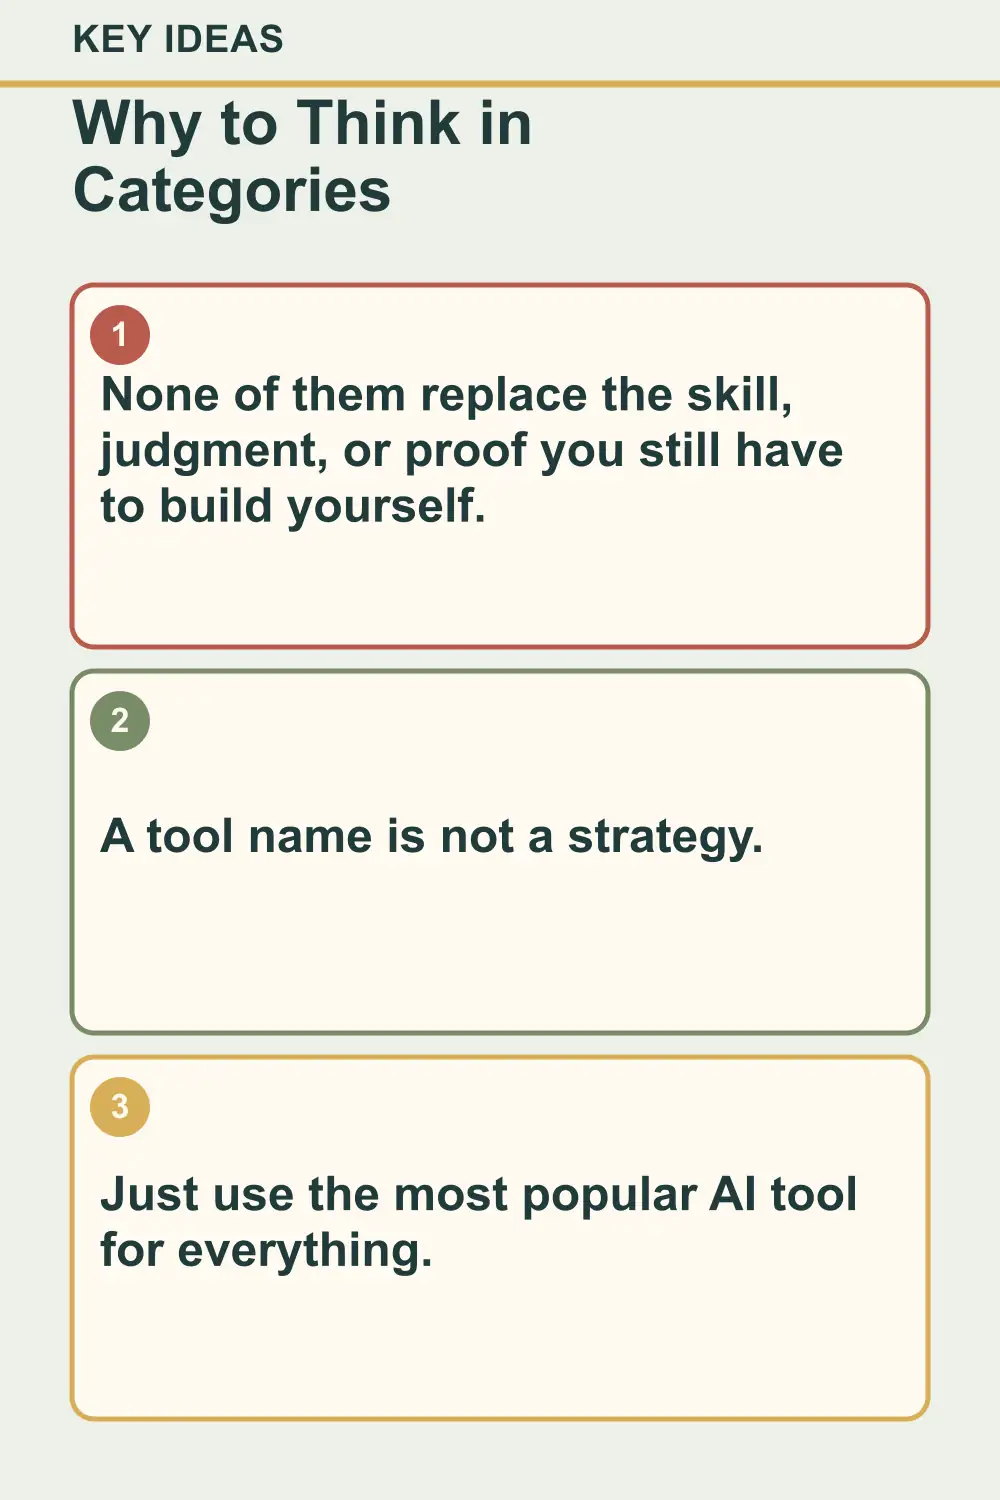 KEY IDEAS
Why to Think in
Categories
1
None of them replace the skill,
judgment, or proof you still have
to build yourself.
2
A tool name is not a strategy.
3
Just use the most popular AI tool
for everything.